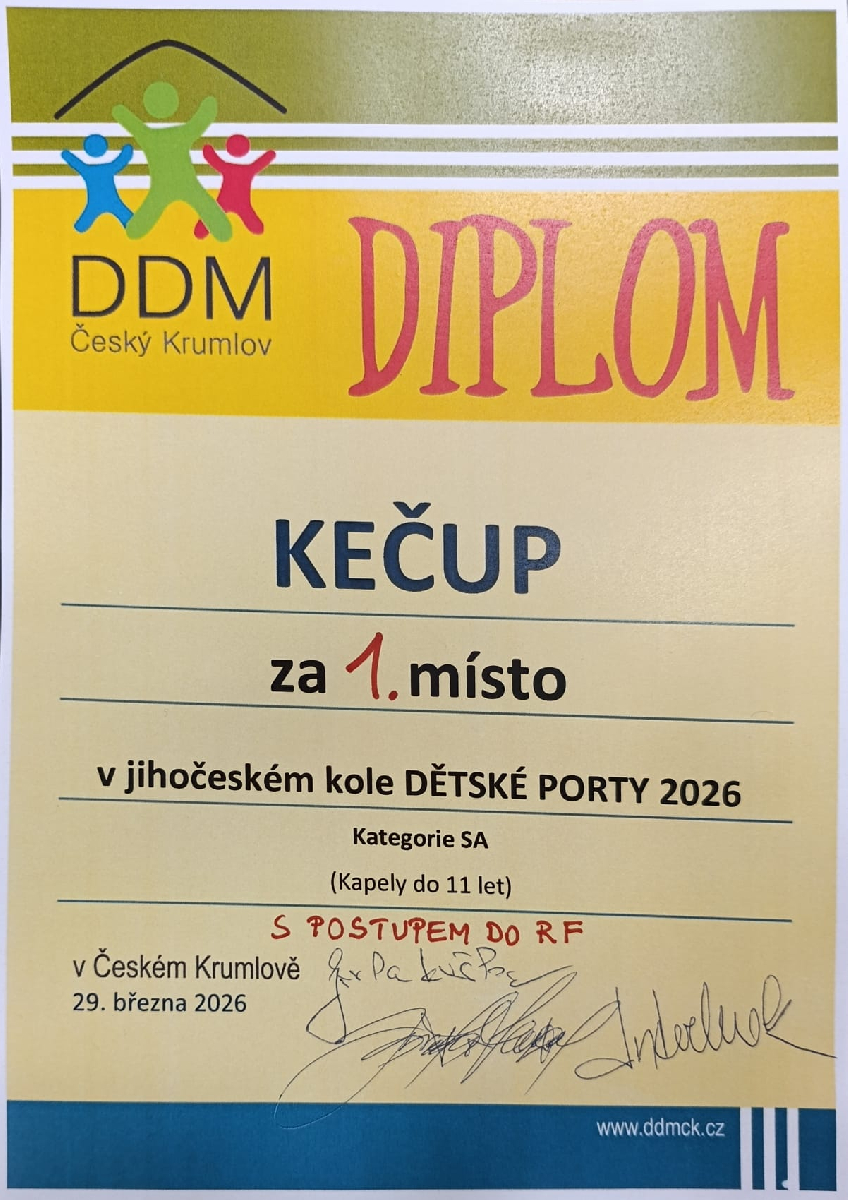 DDM
Český Krumlov
DIPLOM
KEČUP
za 1. místo
v jihočeském kole DĚTSKÉ PORTY 2026
Kategorie SA
(Kapely do 11 let)
S POSTUPEM DO RF
v Českém Krumlově
29. března 2026
www.ddmck.cz